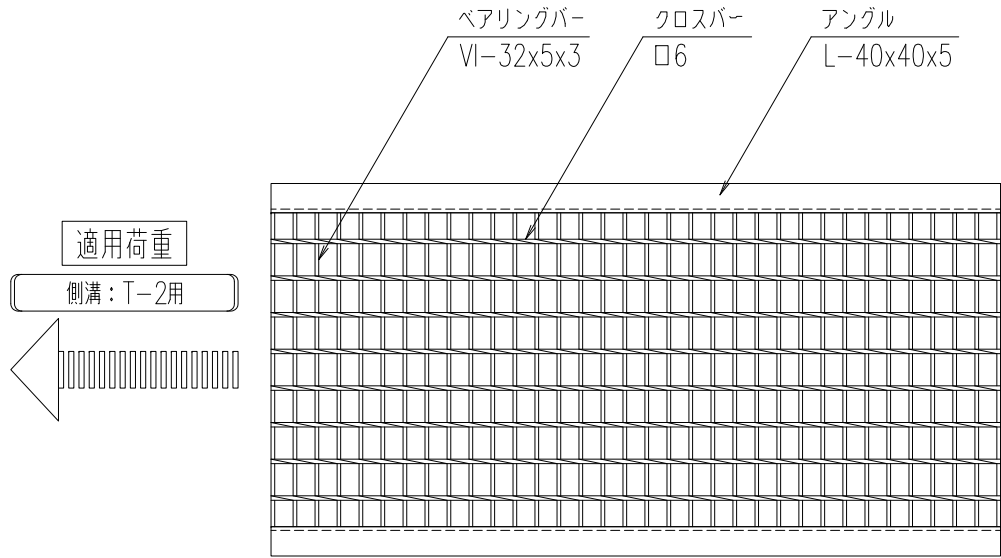 ベアリングバー
VI-32x5x3
クロスバー
□6
アングル
L-40x40x5
適用荷重
側溝：T-2用